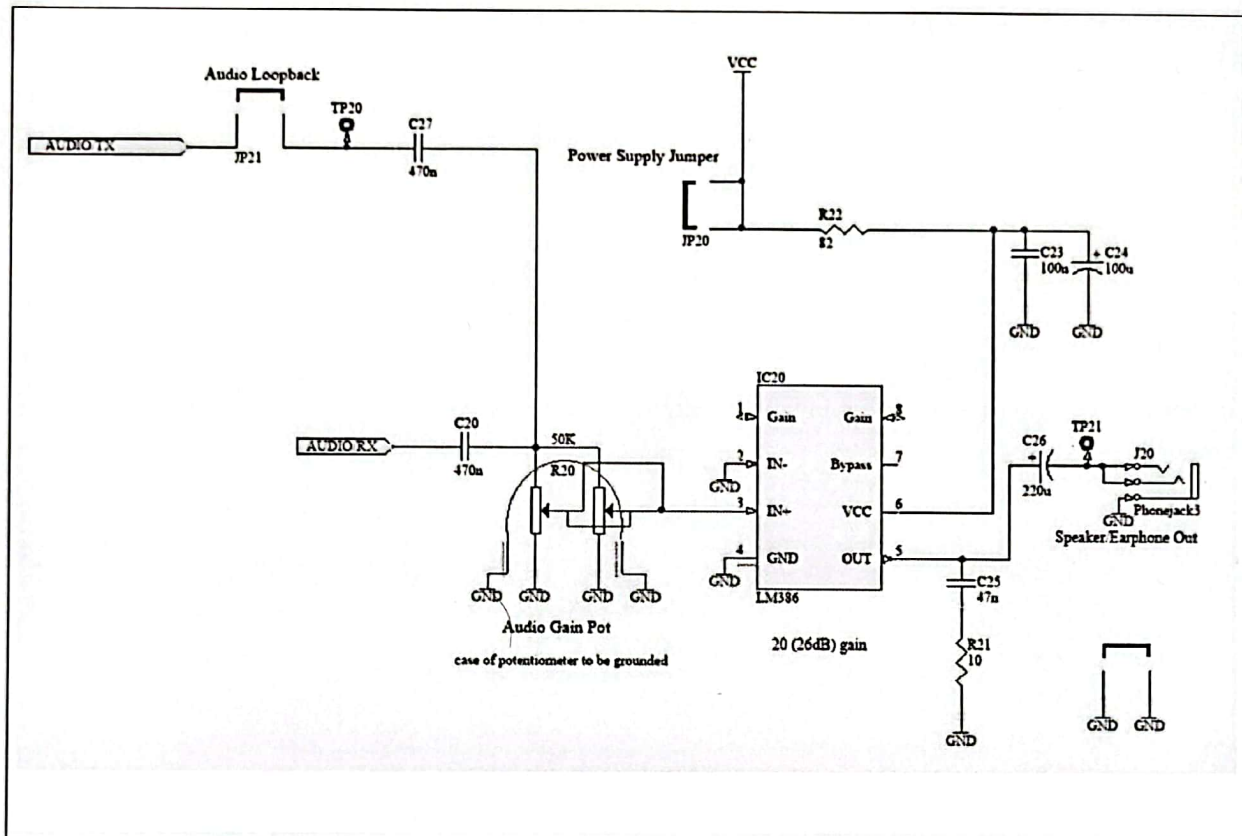 Audio Loopback
VCC
TP20
C27
AUDIO TX
JP21
470n
Power Supply Jumper
R22
JP20
82
C23
100n
+ C24
100u
GND
GND
IC20
1
Gain
Gain
8
C20
50K
AUDIO RX
R20
470n
2
IN-
Bypass
7
GND
3
IN+
VCC
6
4
GND
OUT
5
GND
LM386
C26
+
220u
TP21
J20
GND
Phonejack3
Speaker/Earphone Out
C25
47n
GND
GND
GND
GND
Audio Gain Pot
case of potentiometer to be grounded
20 (26dB) gain
R21
10
GND
GND
GND